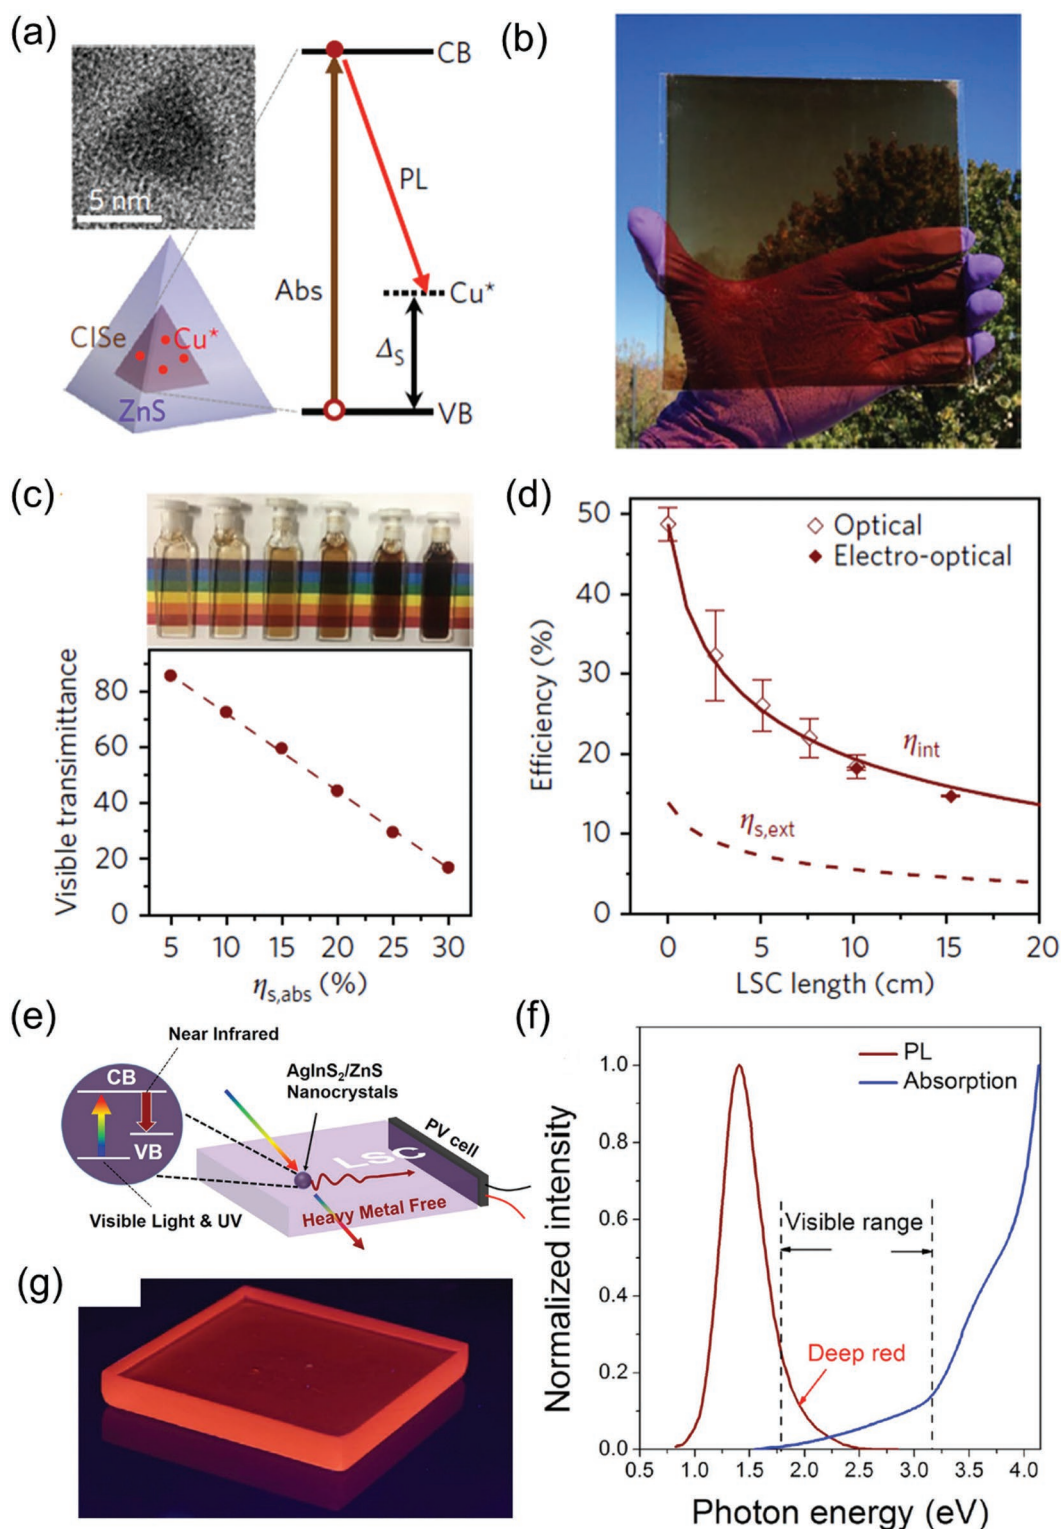 (a)
CB
5 nm
PL
Abs
Cu*
CISe
Cu*
Δs
ZnS
VB
(b)
(c)
Visible transimittance
80
60
40
20
0
5 10 15 20 25 30
ηs,abs (%)
(d)
Efficiency (%)
50
40
30
20
10
0
Optical
Electro-optical
ηint
ηs,ext
0 5 10 15 20
LSC length (cm)
(e)
Near Infrared
CB
VB
AgInS₂/ZnS
Nanocrystals
PV cell
LSC
Heavy Metal Free
Visible Light & UV
(f)
Normalized intensity
1.0
0.8
0.6
0.4
0.2
0.0
PL
Absorption
Visible range
Deep red
0.5 1.0 1.5 2.0 2.5 3.0 3.5 4.0
Photon energy (eV)
(g)